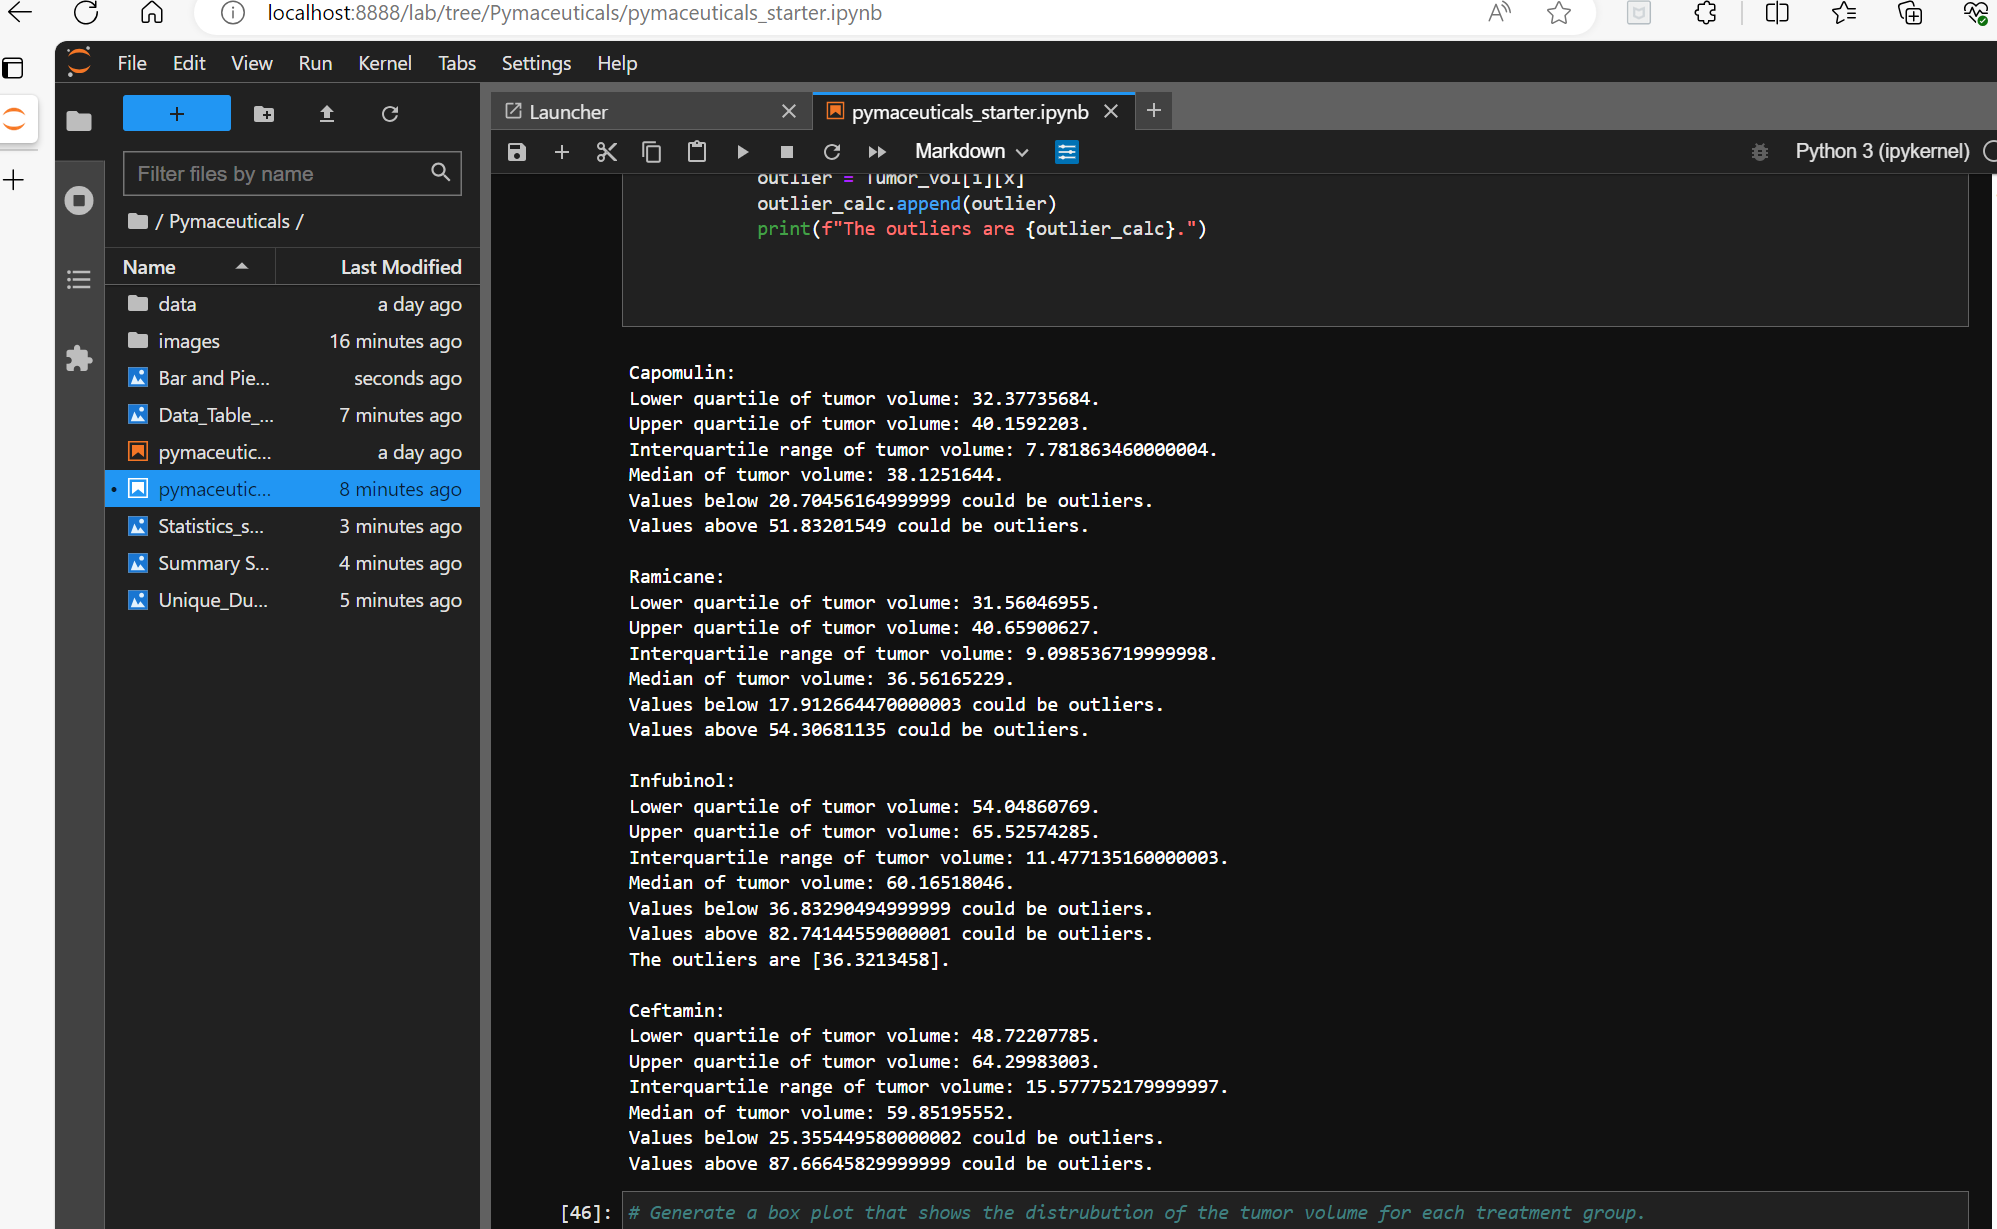 localhost:8888/lab/tree/Pymaceuticals/pymaceuticals_starter.ipynb
File Edit View Run Kernel Tabs Settings Help
Launcher
pymaceuticals_starter.ipynb
Markdown
Python 3 (ipykernel)
Filter files by name
/ Pymaceuticals /
Name Last Modified
data a day ago
images 16 minutes ago
Bar and Pie... seconds ago
Data_Table_... 7 minutes ago
pymaceutic... a day ago
pymaceutic... 8 minutes ago
Statistics_s... 3 minutes ago
Summary S... 4 minutes ago
Unique_Du... 5 minutes ago
outlier = Tumor_vol[i][x]
outlier_calc.append(outlier)
print(f"The outliers are {outlier_calc}.")
Capomulin:
Lower quartile of tumor volume: 32.37735684.
Upper quartile of tumor volume: 40.1592203.
Interquartile range of tumor volume: 7.781863460000004.
Median of tumor volume: 38.1251644.
Values below 20.70456164999999 could be outliers.
Values above 51.83201549 could be outliers.
Ramicane:
Lower quartile of tumor volume: 31.56046955.
Upper quartile of tumor volume: 40.65900627.
Interquartile range of tumor volume: 9.098536719999998.
Median of tumor volume: 36.56165229.
Values below 17.912664470000003 could be outliers.
Values above 54.30681135 could be outliers.
Infubinol:
Lower quartile of tumor volume: 54.04860769.
Upper quartile of tumor volume: 65.52574285.
Interquartile range of tumor volume: 11.477135160000003.
Median of tumor volume: 60.16518046.
Values below 36.83290494999999 could be outliers.
Values above 82.74144559000001 could be outliers.
The outliers are [36.3213458].
Ceftamin:
Lower quartile of tumor volume: 48.72207785.
Upper quartile of tumor volume: 64.29983003.
Interquartile range of tumor volume: 15.577752179999997.
Median of tumor volume: 59.85195552.
Values below 25.355449580000002 could be outliers.
Values above 87.66645829999999 could be outliers.
[46]: # Generate a box plot that shows the distrubution of the tumor volume for each treatment group.